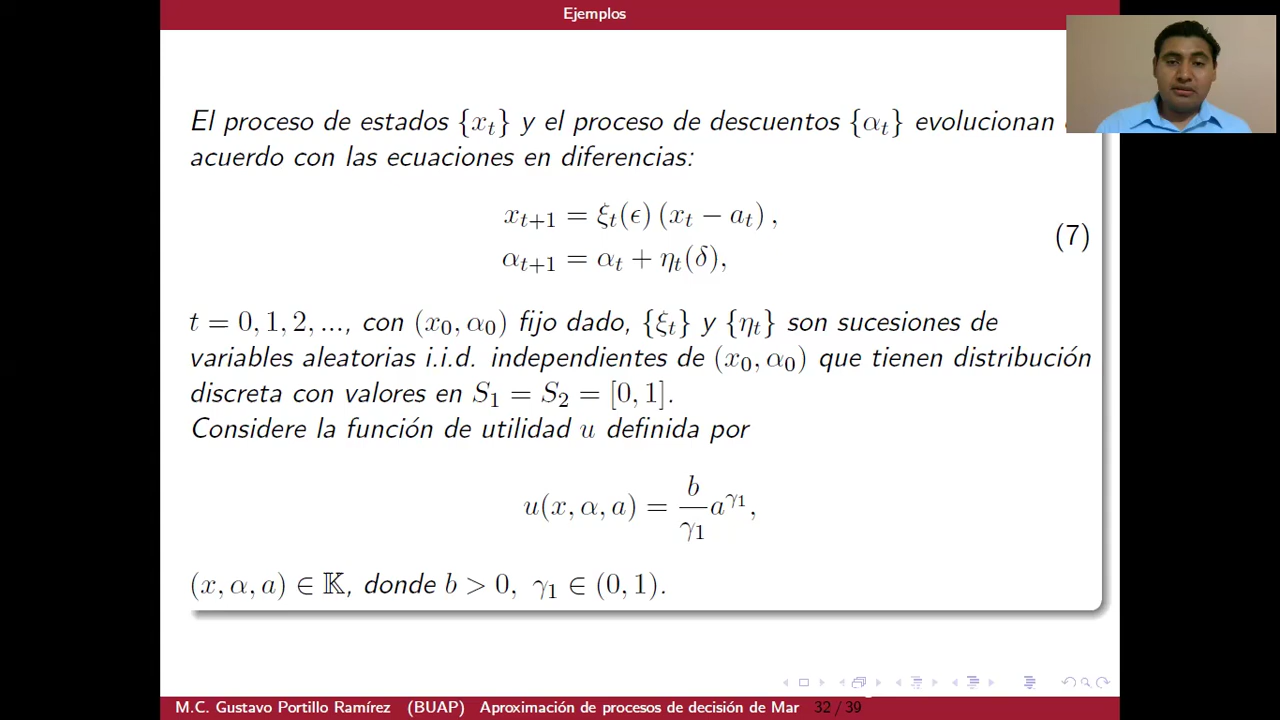 Ejemplos
El proceso de estados {x_t} y el proceso de descuentos {α_t} evolucionan
acuerdo con las ecuaciones en diferencias:
x_{t+1} = ξ_t(ϵ) (x_t − a_t) ,
(7)
α_{t+1} = α_t + η_t(δ),
t = 0, 1, 2, ..., con (x_0, α_0) fijo dado, {ξ_t} y {η_t} son sucesiones de
variables aleatorias i.i.d. independientes de (x_0, α_0) que tienen distribución
discreta con valores en S_1 = S_2 = [0, 1].
Considere la función de utilidad u definida por
u(x, α, a) = \frac{b}{γ_1} a^{γ_1},
(x, α, a) ∈ 𝕂, donde b > 0, γ_1 ∈ (0, 1).
M.C. Gustavo Portillo Ramírez (BUAP) Aproximación de procesos de decisión de Mar 32 / 39